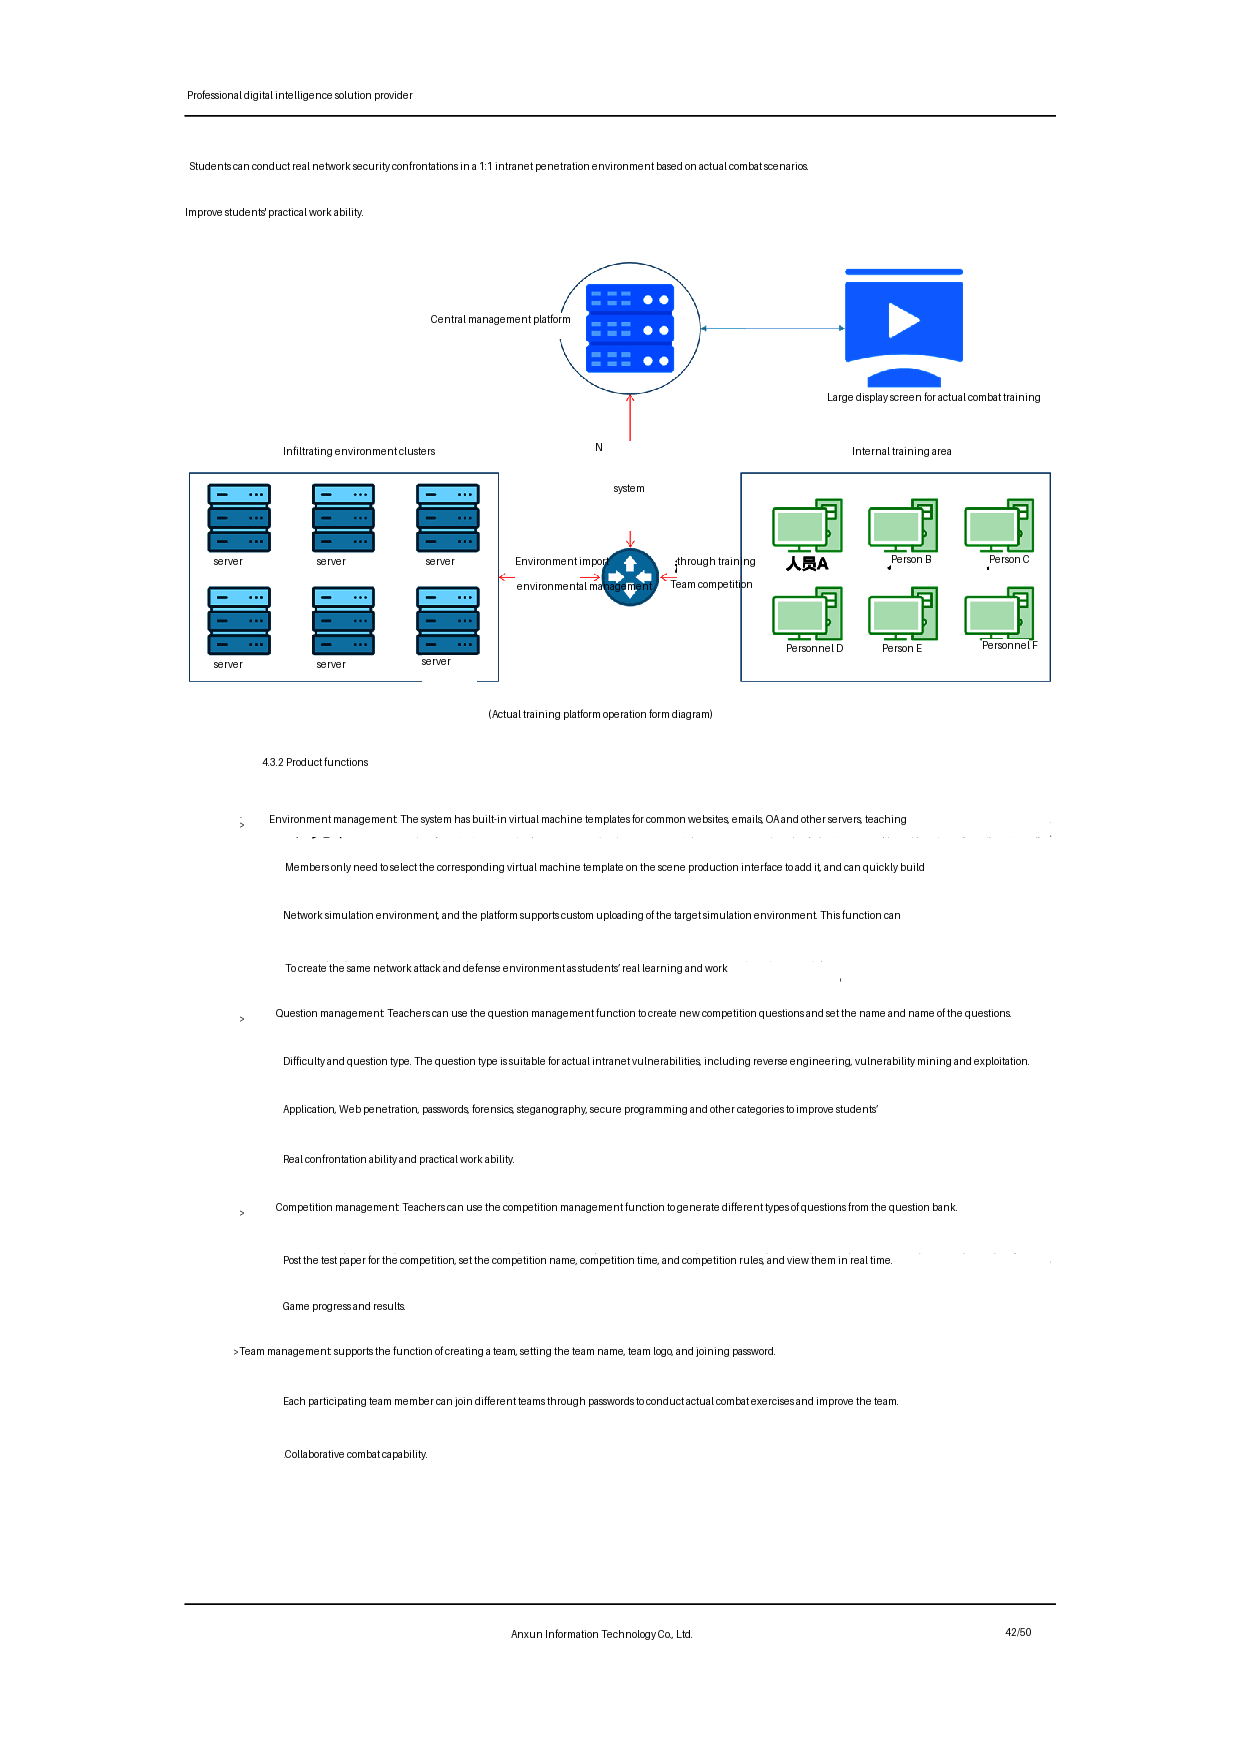 Professional digital intelligence solution provider
Students can conduct real network security confrontations in a 1:1 intranet penetration environment based on actual combat scenarios.
Improve students' practical work ability.
Central management platform
Large display screen for actual combat training
Infiltrating environment clusters
N
Internal training area
system
server
server
server
Environment import
environmental management
through training
Team competition
人员A
Person B
Person C
server
server
server
Personnel D
Person E
Personnel F
(Actual training platform operation form diagram)
4.3.2 Product functions
> Environment management: The system has built-in virtual machine templates for common websites, emails, OA and other servers, teaching
Members only need to select the corresponding virtual machine template on the scene production interface to add it, and can quickly build
Network simulation environment, and the platform supports custom uploading of the target simulation environment. This function can
To create the same network attack and defense environment as students' real learning and work
> Question management: Teachers can use the question management function to create new competition questions and set the name and name of the questions.
Difficulty and question type. The question type is suitable for actual intranet vulnerabilities, including reverse engineering, vulnerability mining and exploitation.
Application, Web penetration, passwords, forensics, steganography, secure programming and other categories to improve students'
Real confrontation ability and practical work ability.
> Competition management: Teachers can use the competition management function to generate different types of questions from the question bank.
Post the test paper for the competition, set the competition name, competition time, and competition rules, and view them in real time.
Game progress and results.
>Team management: supports the function of creating a team, setting the team name, team logo, and joining password.
Each participating team member can join different teams through passwords to conduct actual combat exercises and improve the team.
Collaborative combat capability.
Anxun Information Technology Co., Ltd.
42/50